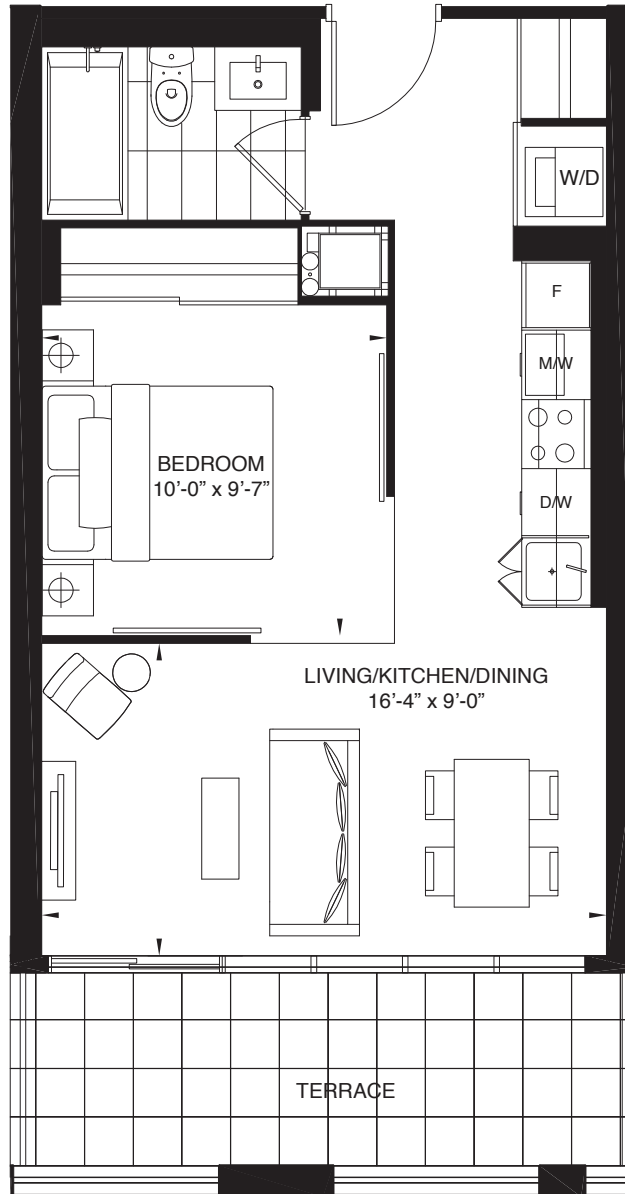 W/D
F
M/W
BEDROOM
10’-0” x 9’-7”
D/W
LIVING/KITCHEN/DINING
16’-4” x 9’-0”
TERRACE